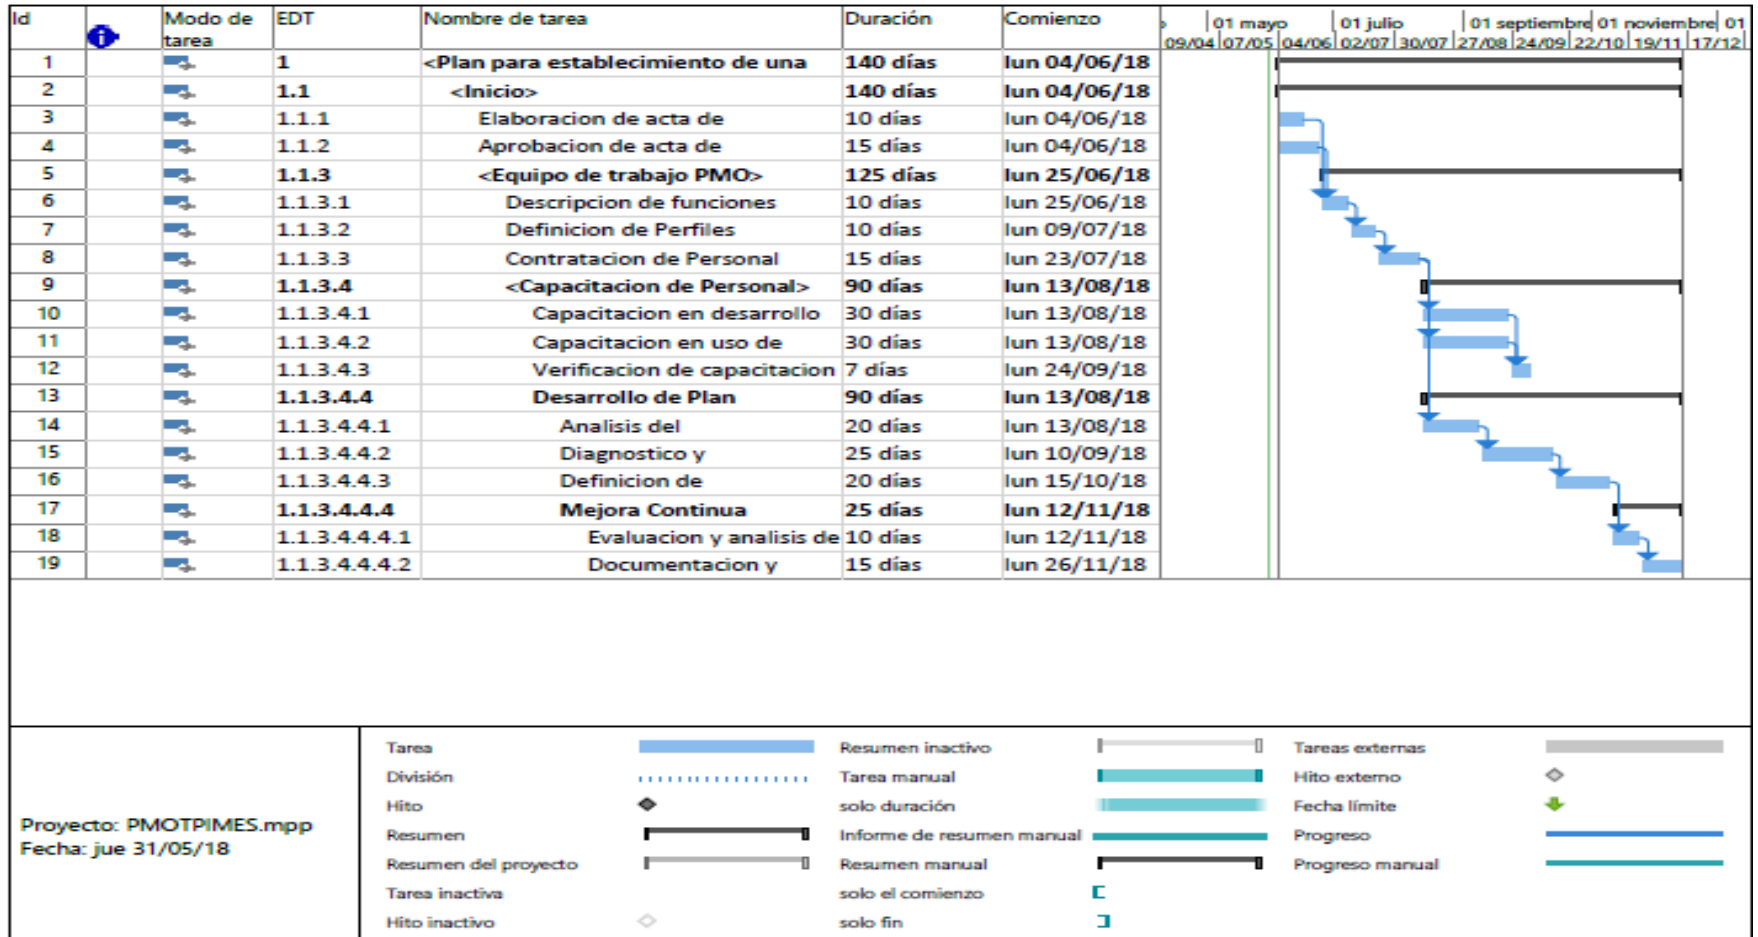 Id Modo de tarea EDT Nombre de tarea Duración Comienzo
01 mayo 01 julio 01 septiembre 01 noviembre 01
09/04 07/05 04/06 02/07 30/07 27/08 24/09 22/10 19/11 17/12
1 1 <Plan para establecimiento de una 140 días lun 04/06/18
2 1.1 <Inicio> 140 días lun 04/06/18
3 1.1.1 Elaboracion de acta de 10 días lun 04/06/18
4 1.1.2 Aprobacion de acta de 15 días lun 04/06/18
5 1.1.3 <Equipo de trabajo PMO> 125 días lun 25/06/18
6 1.1.3.1 Descripcion de funciones 10 días lun 25/06/18
7 1.1.3.2 Definicion de Perfiles 10 días lun 09/07/18
8 1.1.3.3 Contratacion de Personal 15 días lun 23/07/18
9 1.1.3.4 <Capacitacion de Personal> 90 días lun 13/08/18
10 1.1.3.4.1 Capacitacion en desarrollo 30 días lun 13/08/18
11 1.1.3.4.2 Capacitacion en uso de 30 días lun 13/08/18
12 1.1.3.4.3 Verificacion de capacitacion 7 días lun 24/09/18
13 1.1.3.4.4 Desarrollo de Plan 90 días lun 13/08/18
14 1.1.3.4.4.1 Analisis del 20 días lun 13/08/18
15 1.1.3.4.4.2 Diagnostico y 25 días lun 10/09/18
16 1.1.3.4.4.3 Definicion de 20 días lun 15/10/18
17 1.1.3.4.4.4 Mejora Continua 25 días lun 12/11/18
18 1.1.3.4.4.4.1 Evaluacion y analisis de 10 días lun 12/11/18
19 1.1.3.4.4.4.2 Documentacion y 15 días lun 26/11/18
Proyecto: PMOTPIMES.mpp
Fecha: jue 31/05/18
Tarea
División
Hito
Resumen
Resumen del proyecto
Tarea inactiva
Hito inactivo
Resumen inactivo
Tarea manual
solo duración
Informe de resumen manual
Resumen manual
solo el comienzo
solo fin
Tareas externas
Hito externo
Fecha límite
Progreso
Progreso manual